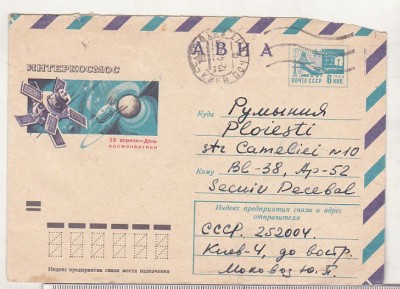 АВИА
ИНТЕРКОСМОС
12 апреля — День
космонавтики
ПОЧТА СССР
6 коп.
Куда Румыния
Ploiesti
str Cameliei n 10
Кому Bl-38, Ap-52
Secuiu Decebal
Индекс предприятия связи и адрес
отправителя
СССР. 252004.
Киев-4, до востр.
Моковоз Ю.П.
Индекс предприятия связи места назначения